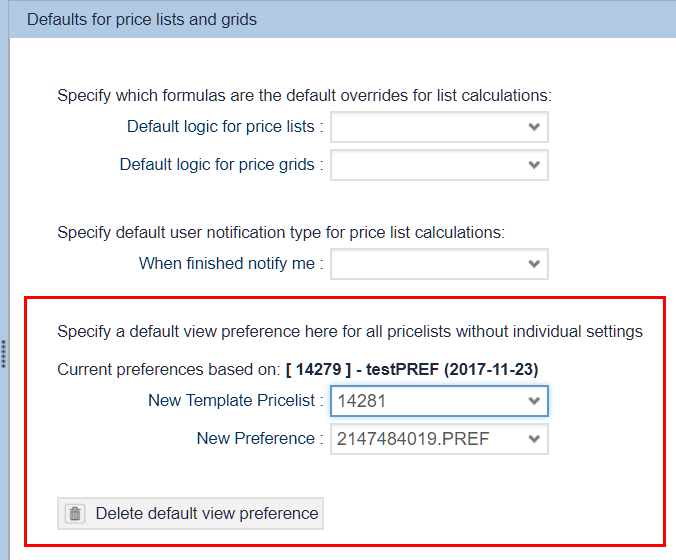 Defaults for price lists and grids
Specify which formulas are the default overrides for list calculations:
Default logic for price lists :
Default logic for price grids :
Specify default user notification type for price list calculations:
When finished notify me :
Specify a default view preference here for all pricelists without individual settings
Current preferences based on: [ 14279 ] - testPREF (2017-11-23)
New Template Pricelist : 14281
New Preference : 2147484019.PREF
Delete default view preference